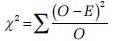 χ² = ∑ (O − E)² / O